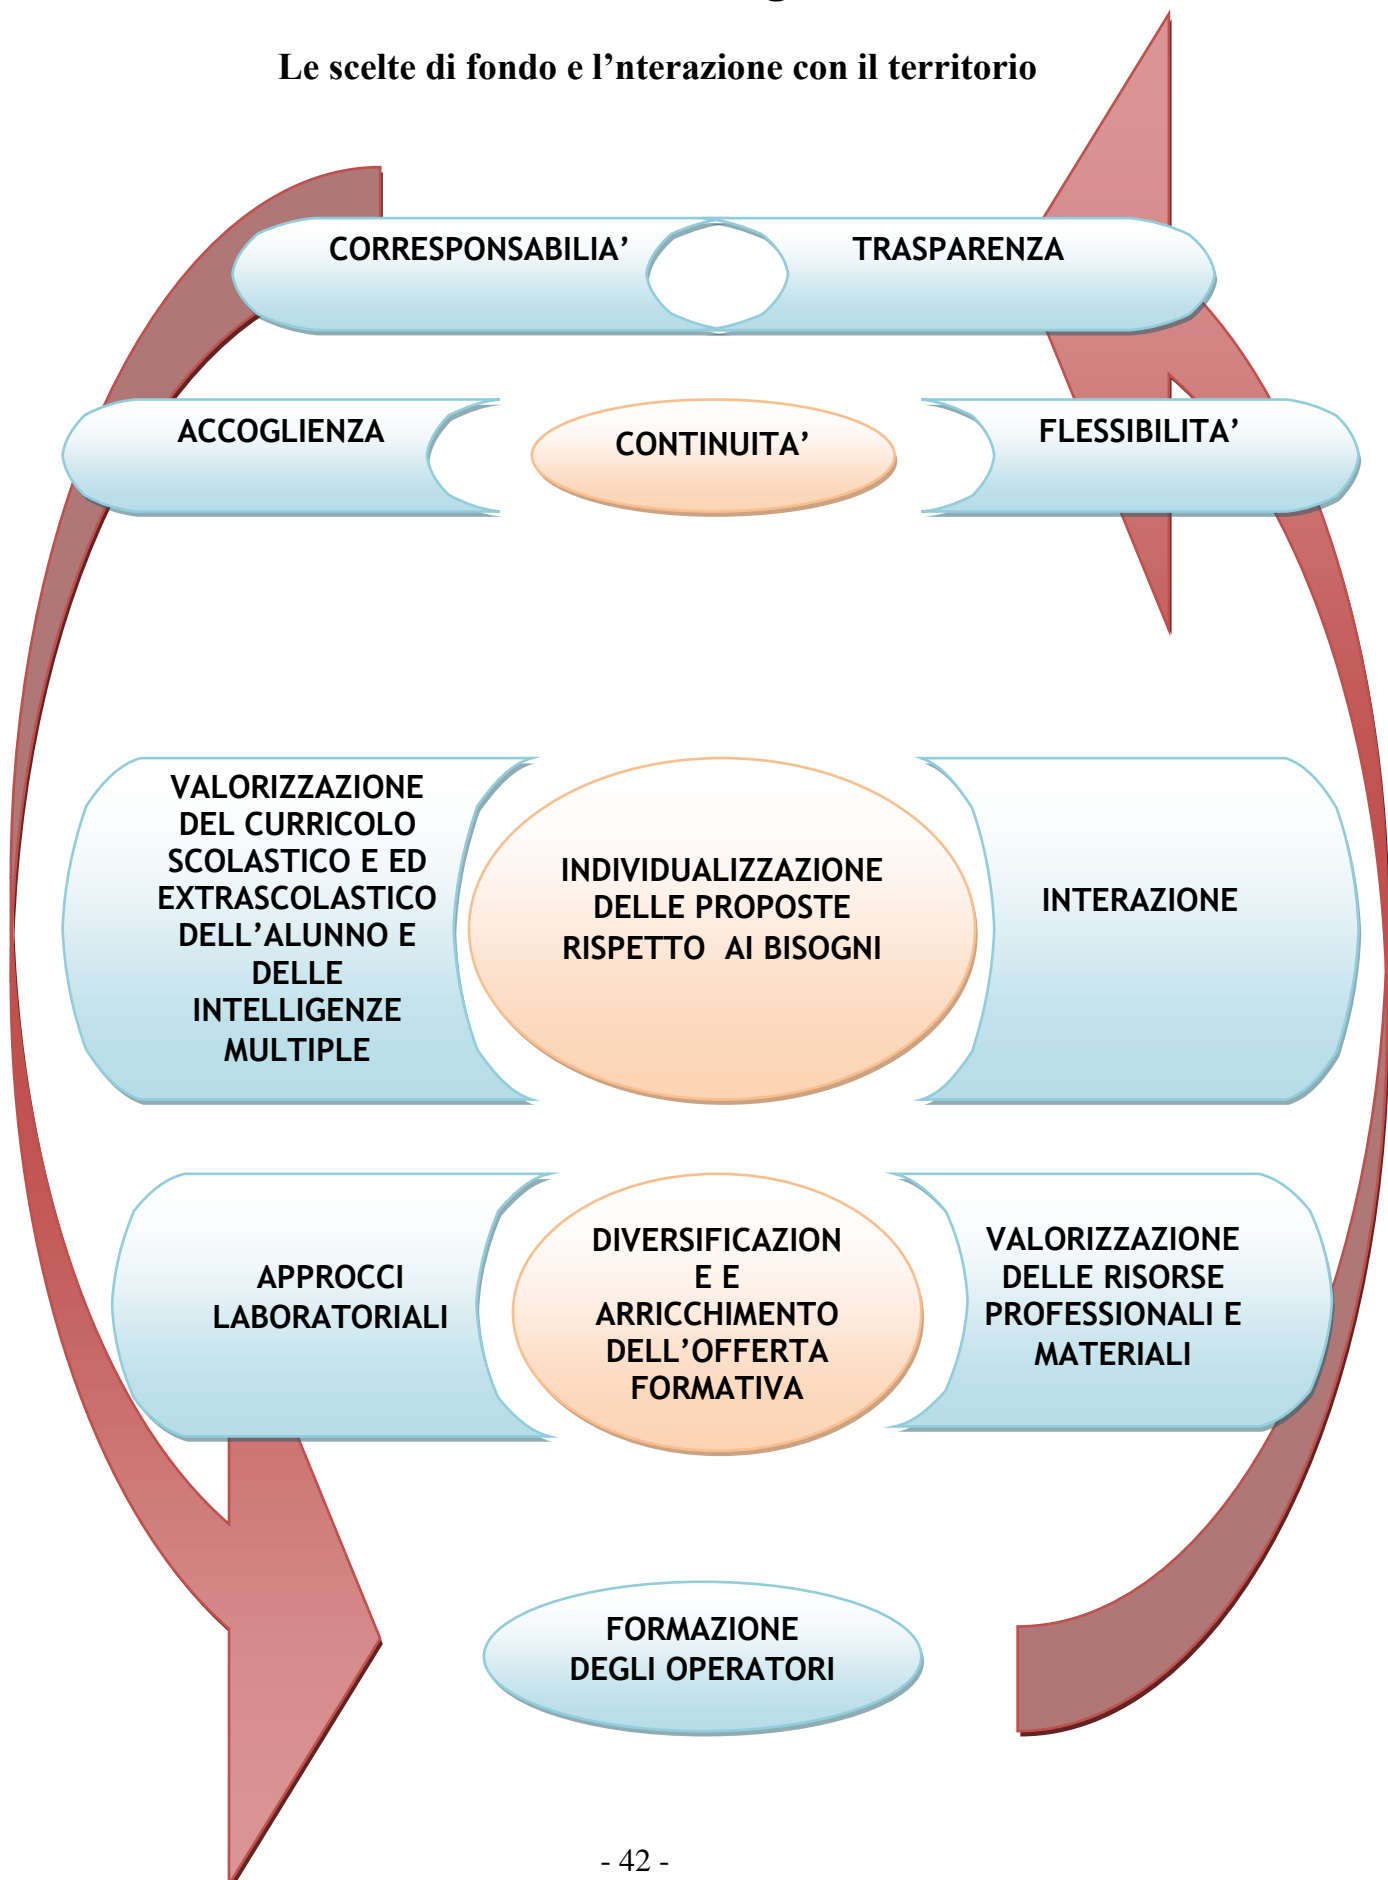 Le scelte di fondo e l’nterazione con il territorio
CORRESPONSABILIA’
TRASPARENZA
ACCOGLIENZA
CONTINUITA’
FLESSIBILITA’
VALORIZZAZIONE
DEL CURRICOLO
SCOLASTICO E ED
EXTRASCOLASTICO
DELL’ALUNNO E
DELLE
INTELLIGENZE
MULTIPLE
INDIVIDUALIZZAZIONE
DELLE PROPOSTE
RISPETTO AI BISOGNI
INTERAZIONE
APPROCCI
LABORATORIALI
DIVERSIFICAZION
E E
ARRICCHIMENTO
DELL’OFFERTA
FORMATIVA
VALORIZZAZIONE
DELLE RISORSE
PROFESSIONALI E
MATERIALI
FORMAZIONE
DEGLI OPERATORI
- 42 -